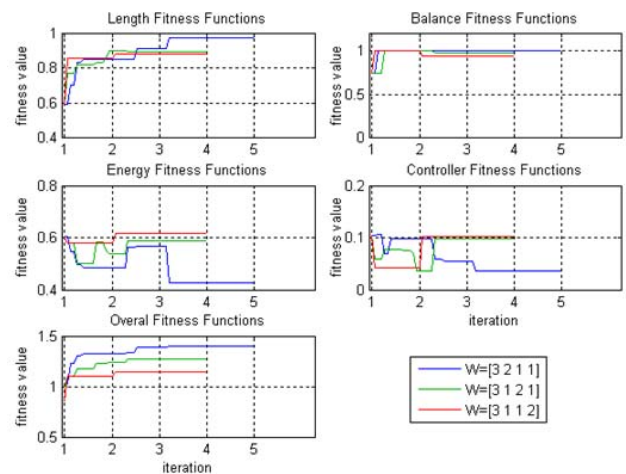 Length Fitness Functions
fitness value
1
0.8
0.6
0.4
1 2 3 4 5
Balance Fitness Functions
fitness value
1
0.5
0
1 2 3 4 5
Energy Fitness Functions
fitness value
0.8
0.6
0.4
1 2 3 4 5
Controller Fitness Functions
fitness value
0.2
0.1
0
1 2 3 4 5
iteration
Overal Fitness Functions
fitness value
1.5
1
0.5
1 2 3 4 5
iteration
W=[3 2 1 1]
W=[3 1 2 1]
W=[3 1 1 2]